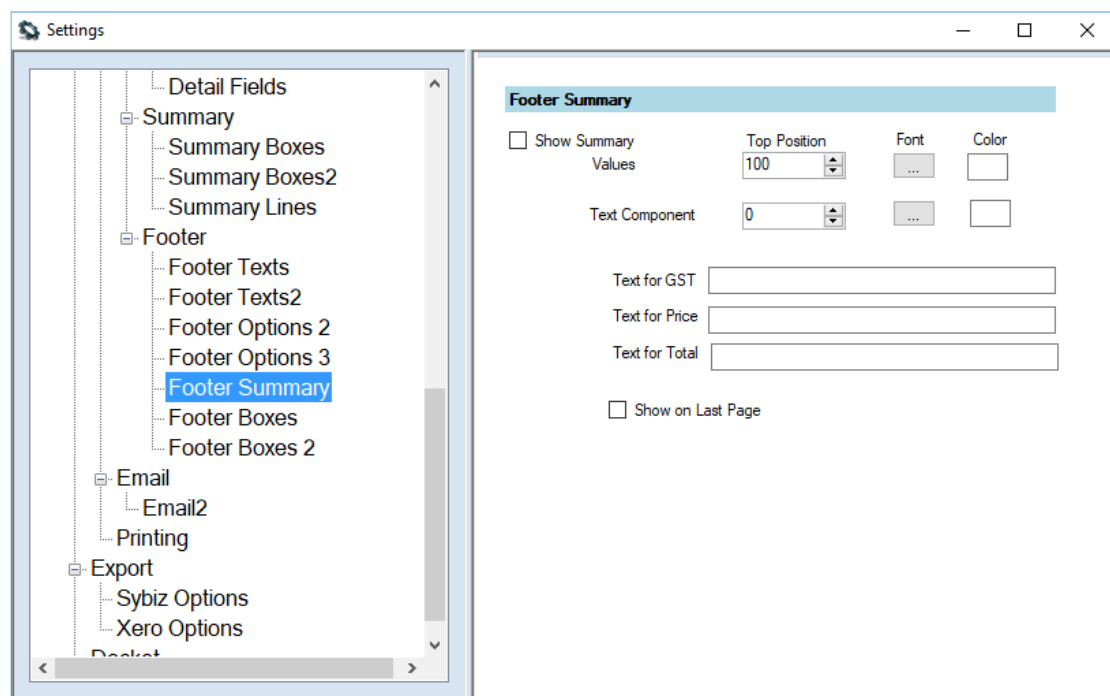 Settings
Detail Fields
Summary
Summary Boxes
Summary Boxes2
Summary Lines
Footer
Footer Texts
Footer Texts2
Footer Options 2
Footer Options 3
Footer Summary
Footer Boxes
Footer Boxes 2
Email
Email2
Printing
Export
Sybiz Options
Xero Options
Docket
Footer Summary
Show Summary Top Position Font Color
Values 100 ...
Text Component 0 ...
Text for GST
Text for Price
Text for Total
Show on Last Page